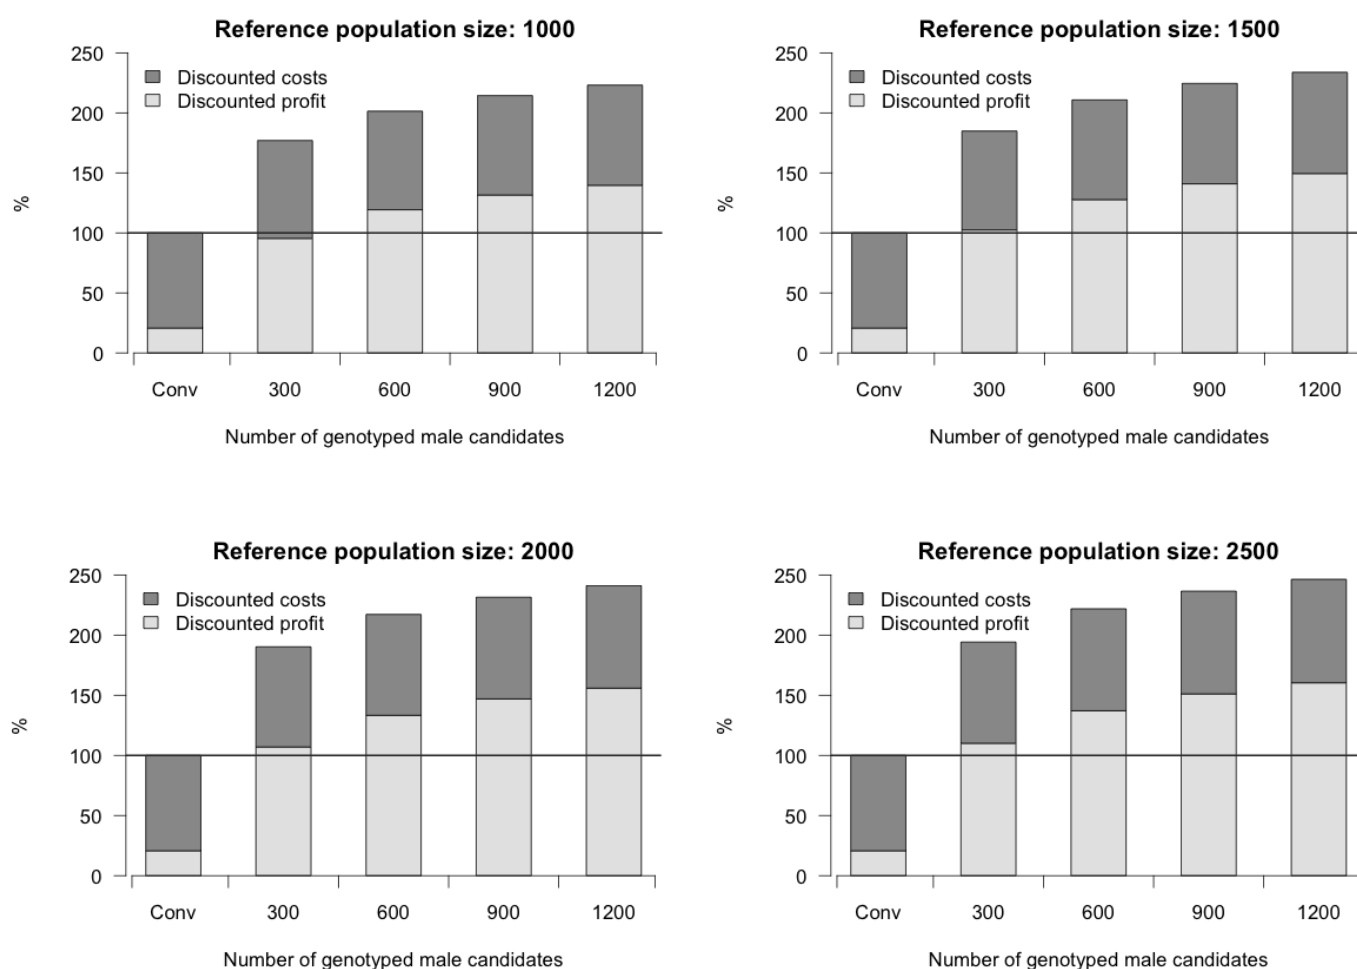 Reference population size: 1000
250
200
150
100
50
0
%
Discounted costs
Discounted profit
Conv 300 600 900 1200
Number of genotyped male candidates
Reference population size: 1500
250
200
150
100
50
0
%
Discounted costs
Discounted profit
Conv 300 600 900 1200
Number of genotyped male candidates
Reference population size: 2000
250
200
150
100
50
0
%
Discounted costs
Discounted profit
Conv 300 600 900 1200
Number of genotyped male candidates
Reference population size: 2500
250
200
150
100
50
0
%
Discounted costs
Discounted profit
Conv 300 600 900 1200
Number of genotyped male candidates